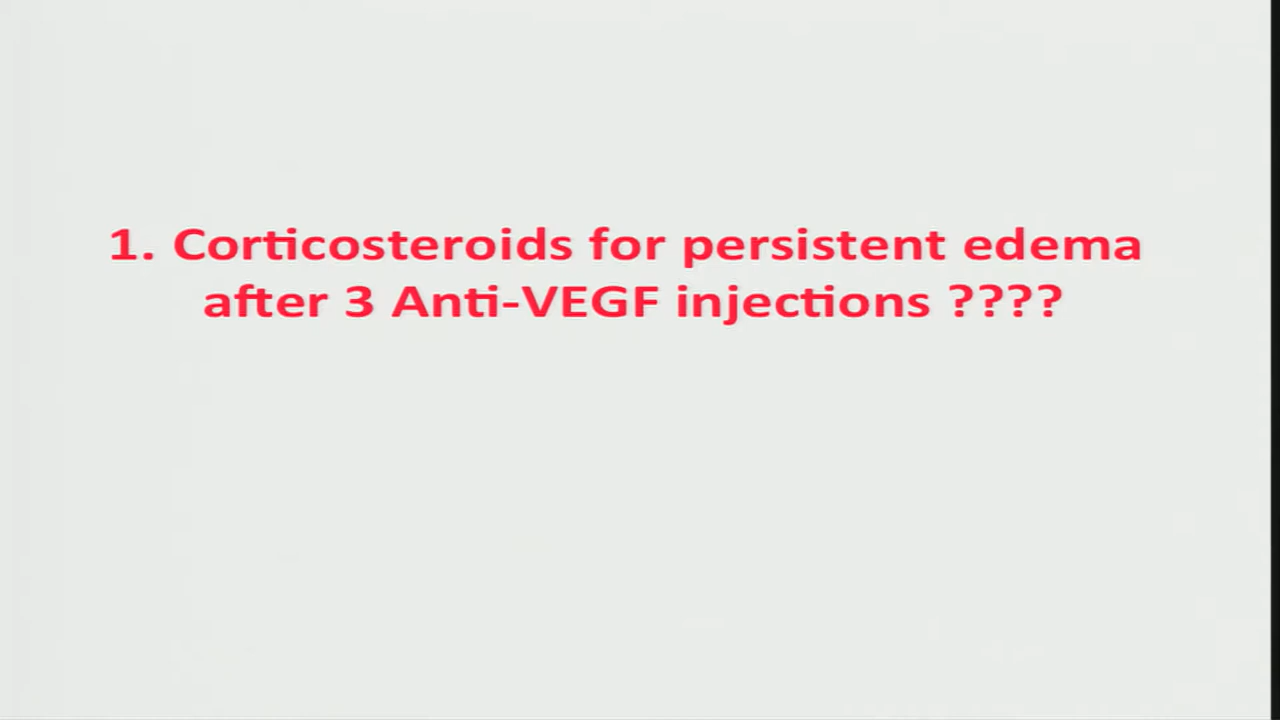 1. Corticosteroids for persistent edema
after 3 Anti-VEGF injections ????